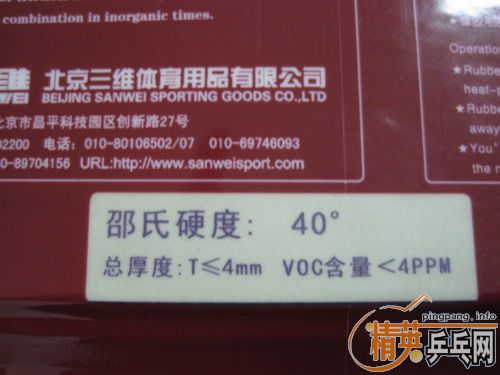 combination in inorganic times.
北京三维体育用品有限公司
BEIJING SANWEI SPORTING GOODS CO.,LTD
北京市昌平科技园区创新路27号
02200 电话:010-80106502/07 010-69746093
-89704156 URL:http://www.sanweisport.com
Operation
★Rubbe
heat-p
★Rubbe
away
★You'
the r
邵氏硬度: 40°
总厚度:T≤4mm VOC含量<4PPM
pingpang.info
精英乒乓网